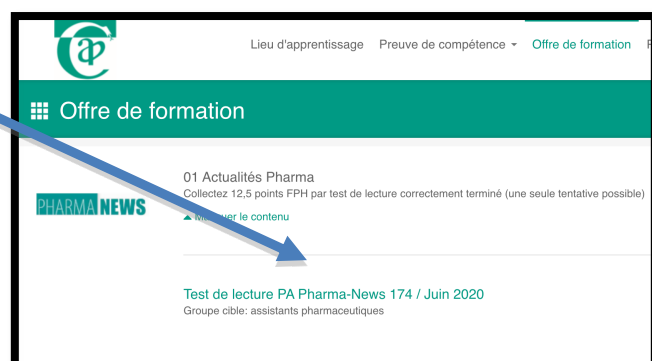 Lieu d'apprentissage Preuve de compétence Offre de formation
Offre de formation
01 Actualités Pharma
Collectez 12,5 points FPH par test de lecture correctement terminé (une seule tentative possible)
PHARMA NEWS
le contenu
Test de lecture PA Pharma-News 174 / Juin 2020
Groupe cible: assistants pharmaceutiques